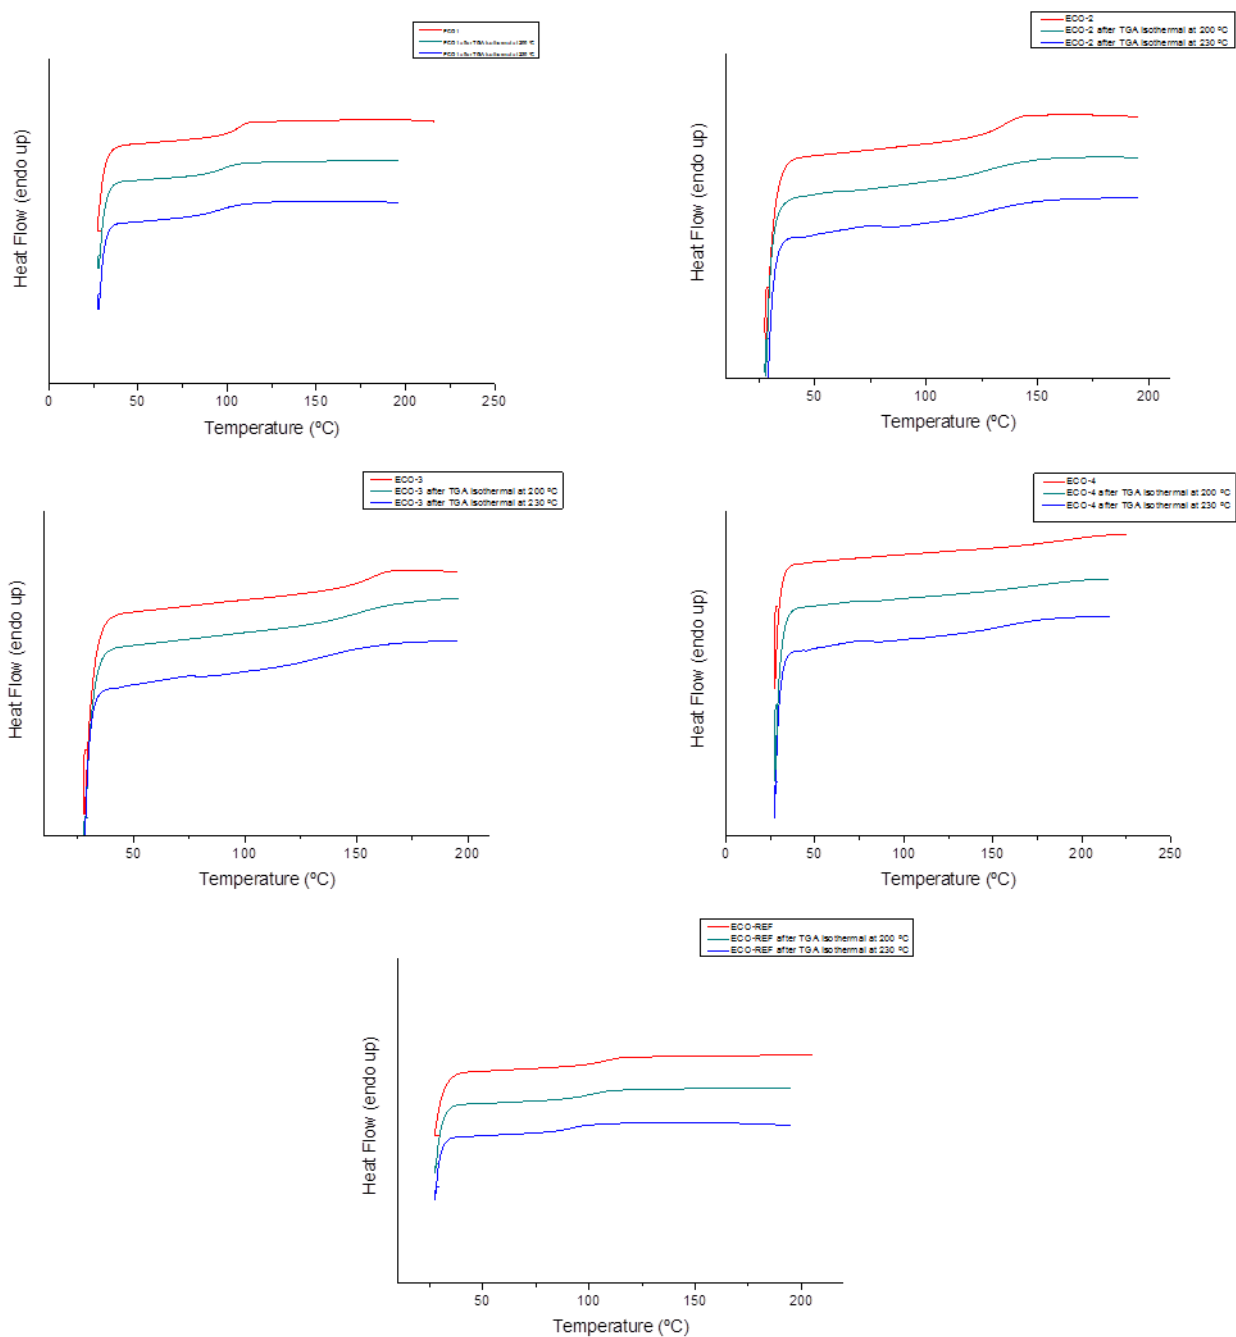 ECO-2
ECO-2 after TGA Isothermal at 200 ºC
ECO-2 after TGA Isothermal at 230 ºC
Heat Flow (endo up)
0
50
100
150
200
250
Temperature (ºC)
Heat Flow (endo up)
50
100
150
200
Temperature (ºC)
ECO-3
ECO-3 after TGA Isothermal at 200 ºC
ECO-3 after TGA Isothermal at 230 ºC
Heat Flow (endo up)
50
100
150
200
Temperature (ºC)
ECO-4
ECO-4 after TGA Isothermal at 200 ºC
ECO-4 after TGA Isothermal at 230 ºC
Heat Flow (endo up)
0
50
100
150
200
250
Temperature (ºC)
ECO-REF
ECO-REF after TGA Isothermal at 200 ºC
ECO-REF after TGA Isothermal at 230 ºC
Heat Flow (endo up)
50
100
150
200
Temperature (ºC)